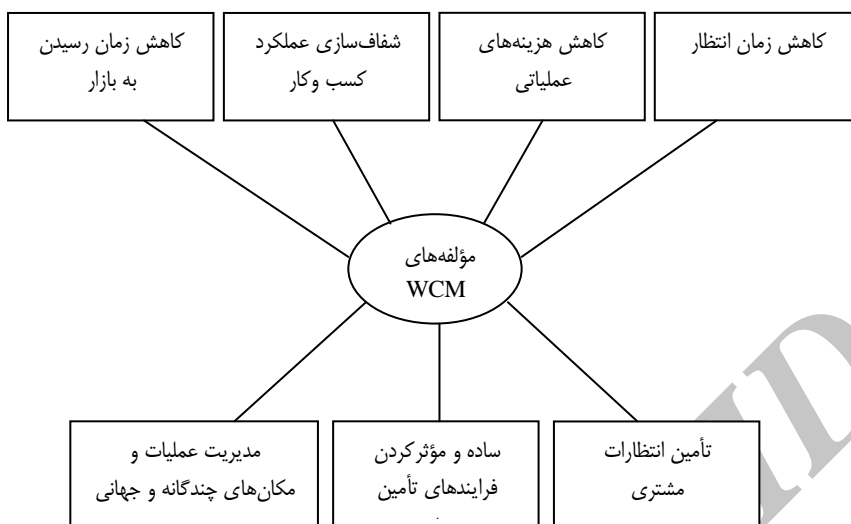 کاهش زمان انتظار
کاهش هزینه‌های
عملیاتی
شفاف‌سازی عملکرد
کسب وکار
کاهش زمان رسیدن
به بازار
مؤلفه‌های
WCM
تأمین انتظارات
مشتری
ساده و مؤثرکردن
فرایندهای تأمین
مدیریت عملیات و
مکان‌های چندگانه و جهانی